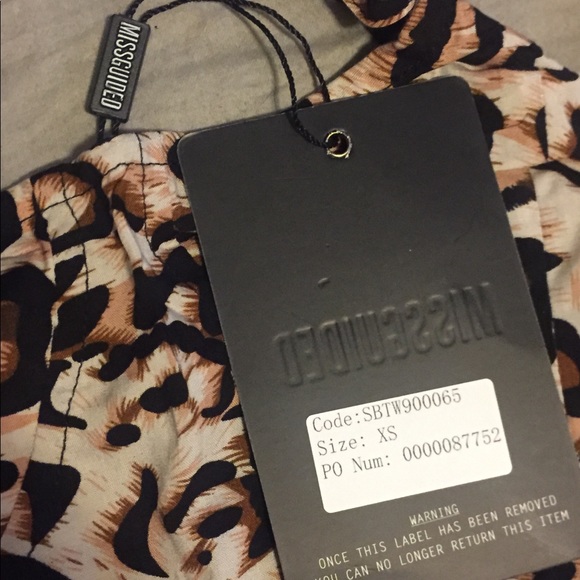 MISSGUIDED
MISSGUIDED
Code:SBTW900065
Size: XS
PO Num: 0000087752
WARNING
ONCE THIS LABEL HAS BEEN REMOVED
YOU CAN NO LONGER RETURN THIS ITEM